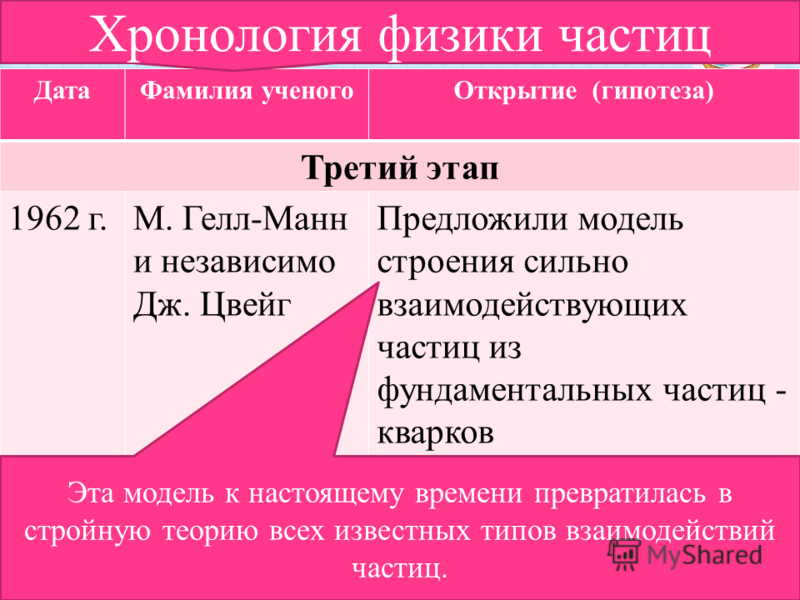 Хронология физики частиц
Дата Фамилия ученого Открытие (гипотеза)
Третий этап
1962 г. М. Гелл-Манн Предложили модель
и независимо строения сильно
Дж. Цвейг взаимодействующих
частиц из
фундаментальных частиц -
кварков
Эта модель к настоящему времени превратилась в
стройную теорию всех известных типов взаимодействий
частиц.
MyShared